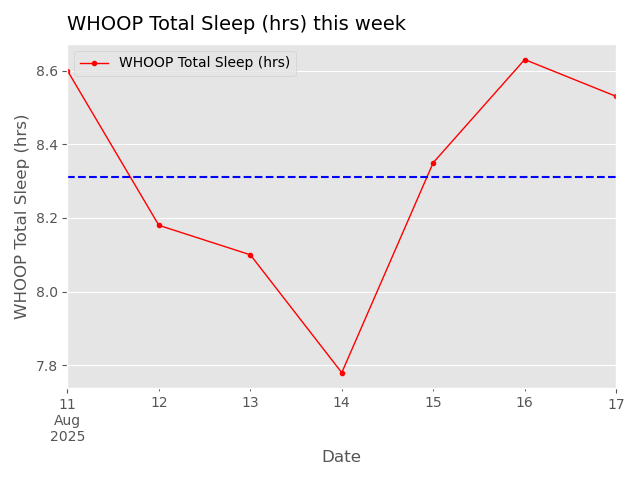 WHOOP Total Sleep (hrs) this week
WHOOP Total Sleep (hrs)
WHOOP Total Sleep (hrs)
8.6
8.4
8.2
8.0
7.8
11 12 13 14 15 16 17
Aug
2025
Date